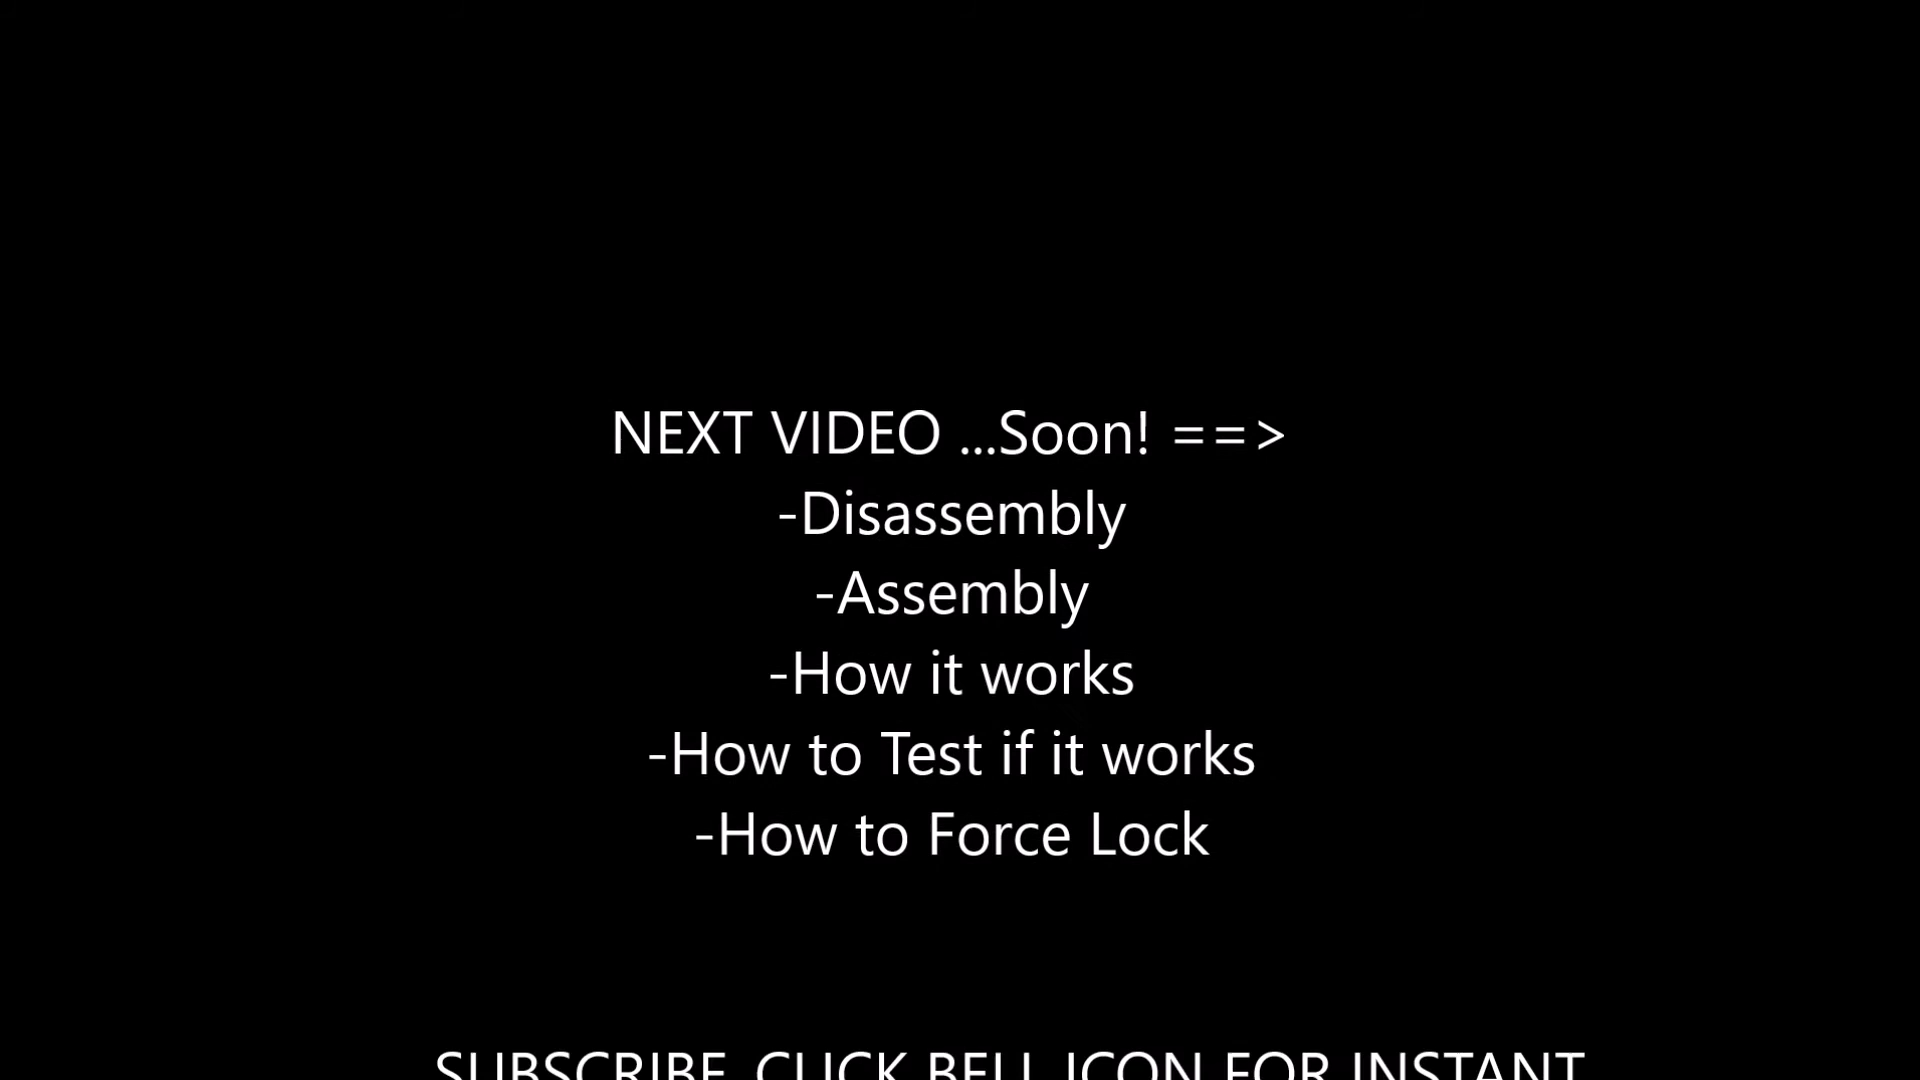 NEXT VIDEO ...Soon! ==>
-Disassembly
-Assembly
-How it works
-How to Test if it works
-How to Force Lock
SUBSCRIBE, CLICK BELL ICON FOR INSTANT